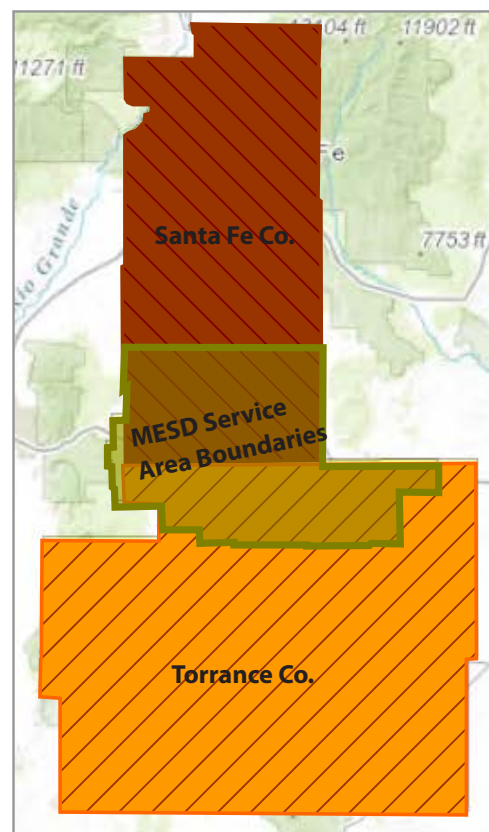 12104 ft
11902 ft
11271 ft
Fe
Santa Fe Co.
7753 ft
Rio Grande
MESD Service
Area Boundaries
Torrance Co.